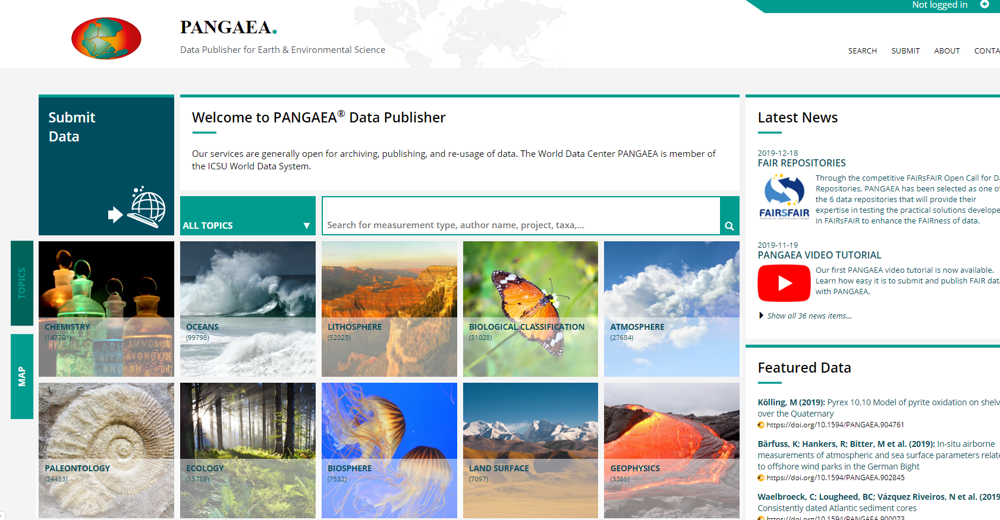 Not logged in
PANGAEA.
Data Publisher for Earth & Environmental Science
SEARCH SUBMIT ABOUT CONTA
Submit
Data
Welcome to PANGAEA® Data Publisher
Our services are generally open for archiving, publishing, and re-usage of data. The World Data Center PANGAEA is member of
the ICSU World Data System.
ALL TOPICS
Search for measurement type, author name, project, taxa,...
TOPICS
MAP
CHEMISTRY
(147701)
OCEANS
(99798)
LITHOSPHERE
(52023)
BIOLOGICAL CLASSIFICATION
(31028)
ATMOSPHERE
(27684)
AMMONIUM
HYDROXID
PALEONTOLOGY
(24453)
ECOLOGY
(15766)
BIOSPHERE
(7532)
LAND SURFACE
(7097)
GEOPHYSICS
(3385)
Latest News
2019-12-18
FAIR REPOSITORIES
FAIRSFAIR
Fostering Fair Data Practices in Europe
Through the competitive FAIRsFAIR Open Call for D
Repositories, PANGAEA has been selected as one o
the 6 data repositories that will provide their
expertise in testing the practical solutions develope
in FAIRsFAIR to enhance the FAIRness of data.
2019-11-19
PANGAEA VIDEO TUTORIAL
Our first PANGAEA video tutorial is now available.
Learn how easy it is to submit and publish FAIR dat
with PANGAEA.
Show all 36 news items...
Featured Data
Kölling, M (2019): Pyrex 10.10 Model of pyrite oxidation on shelv
over the Quaternary
https://doi.org/10.1594/PANGAEA.904761
Bärfuss, K; Hankers, R; Bitter, M et al. (2019): In-situ airborne
measurements of atmospheric and sea surface parameters relate
to offshore wind parks in the German Bight
https://doi.org/10.1594/PANGAEA.902845
Waelbroeck, C; Lougheed, BC; Vázquez Riveiros, N et al. (2019
Consistently dated Atlantic sediment cores
https://doi.org/10.1594/PANGAEA.900073